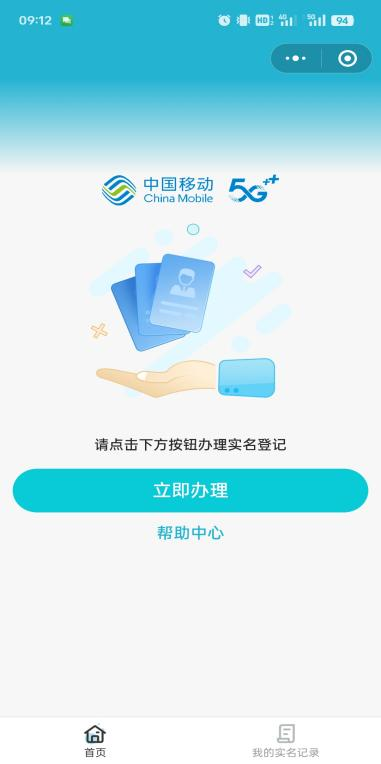 09:12
HD
4G
5G
94
中国移动
China Mobile
5G++
请点击下方按钮办理实名登记
立即办理
帮助中心
首页
我的实名记录